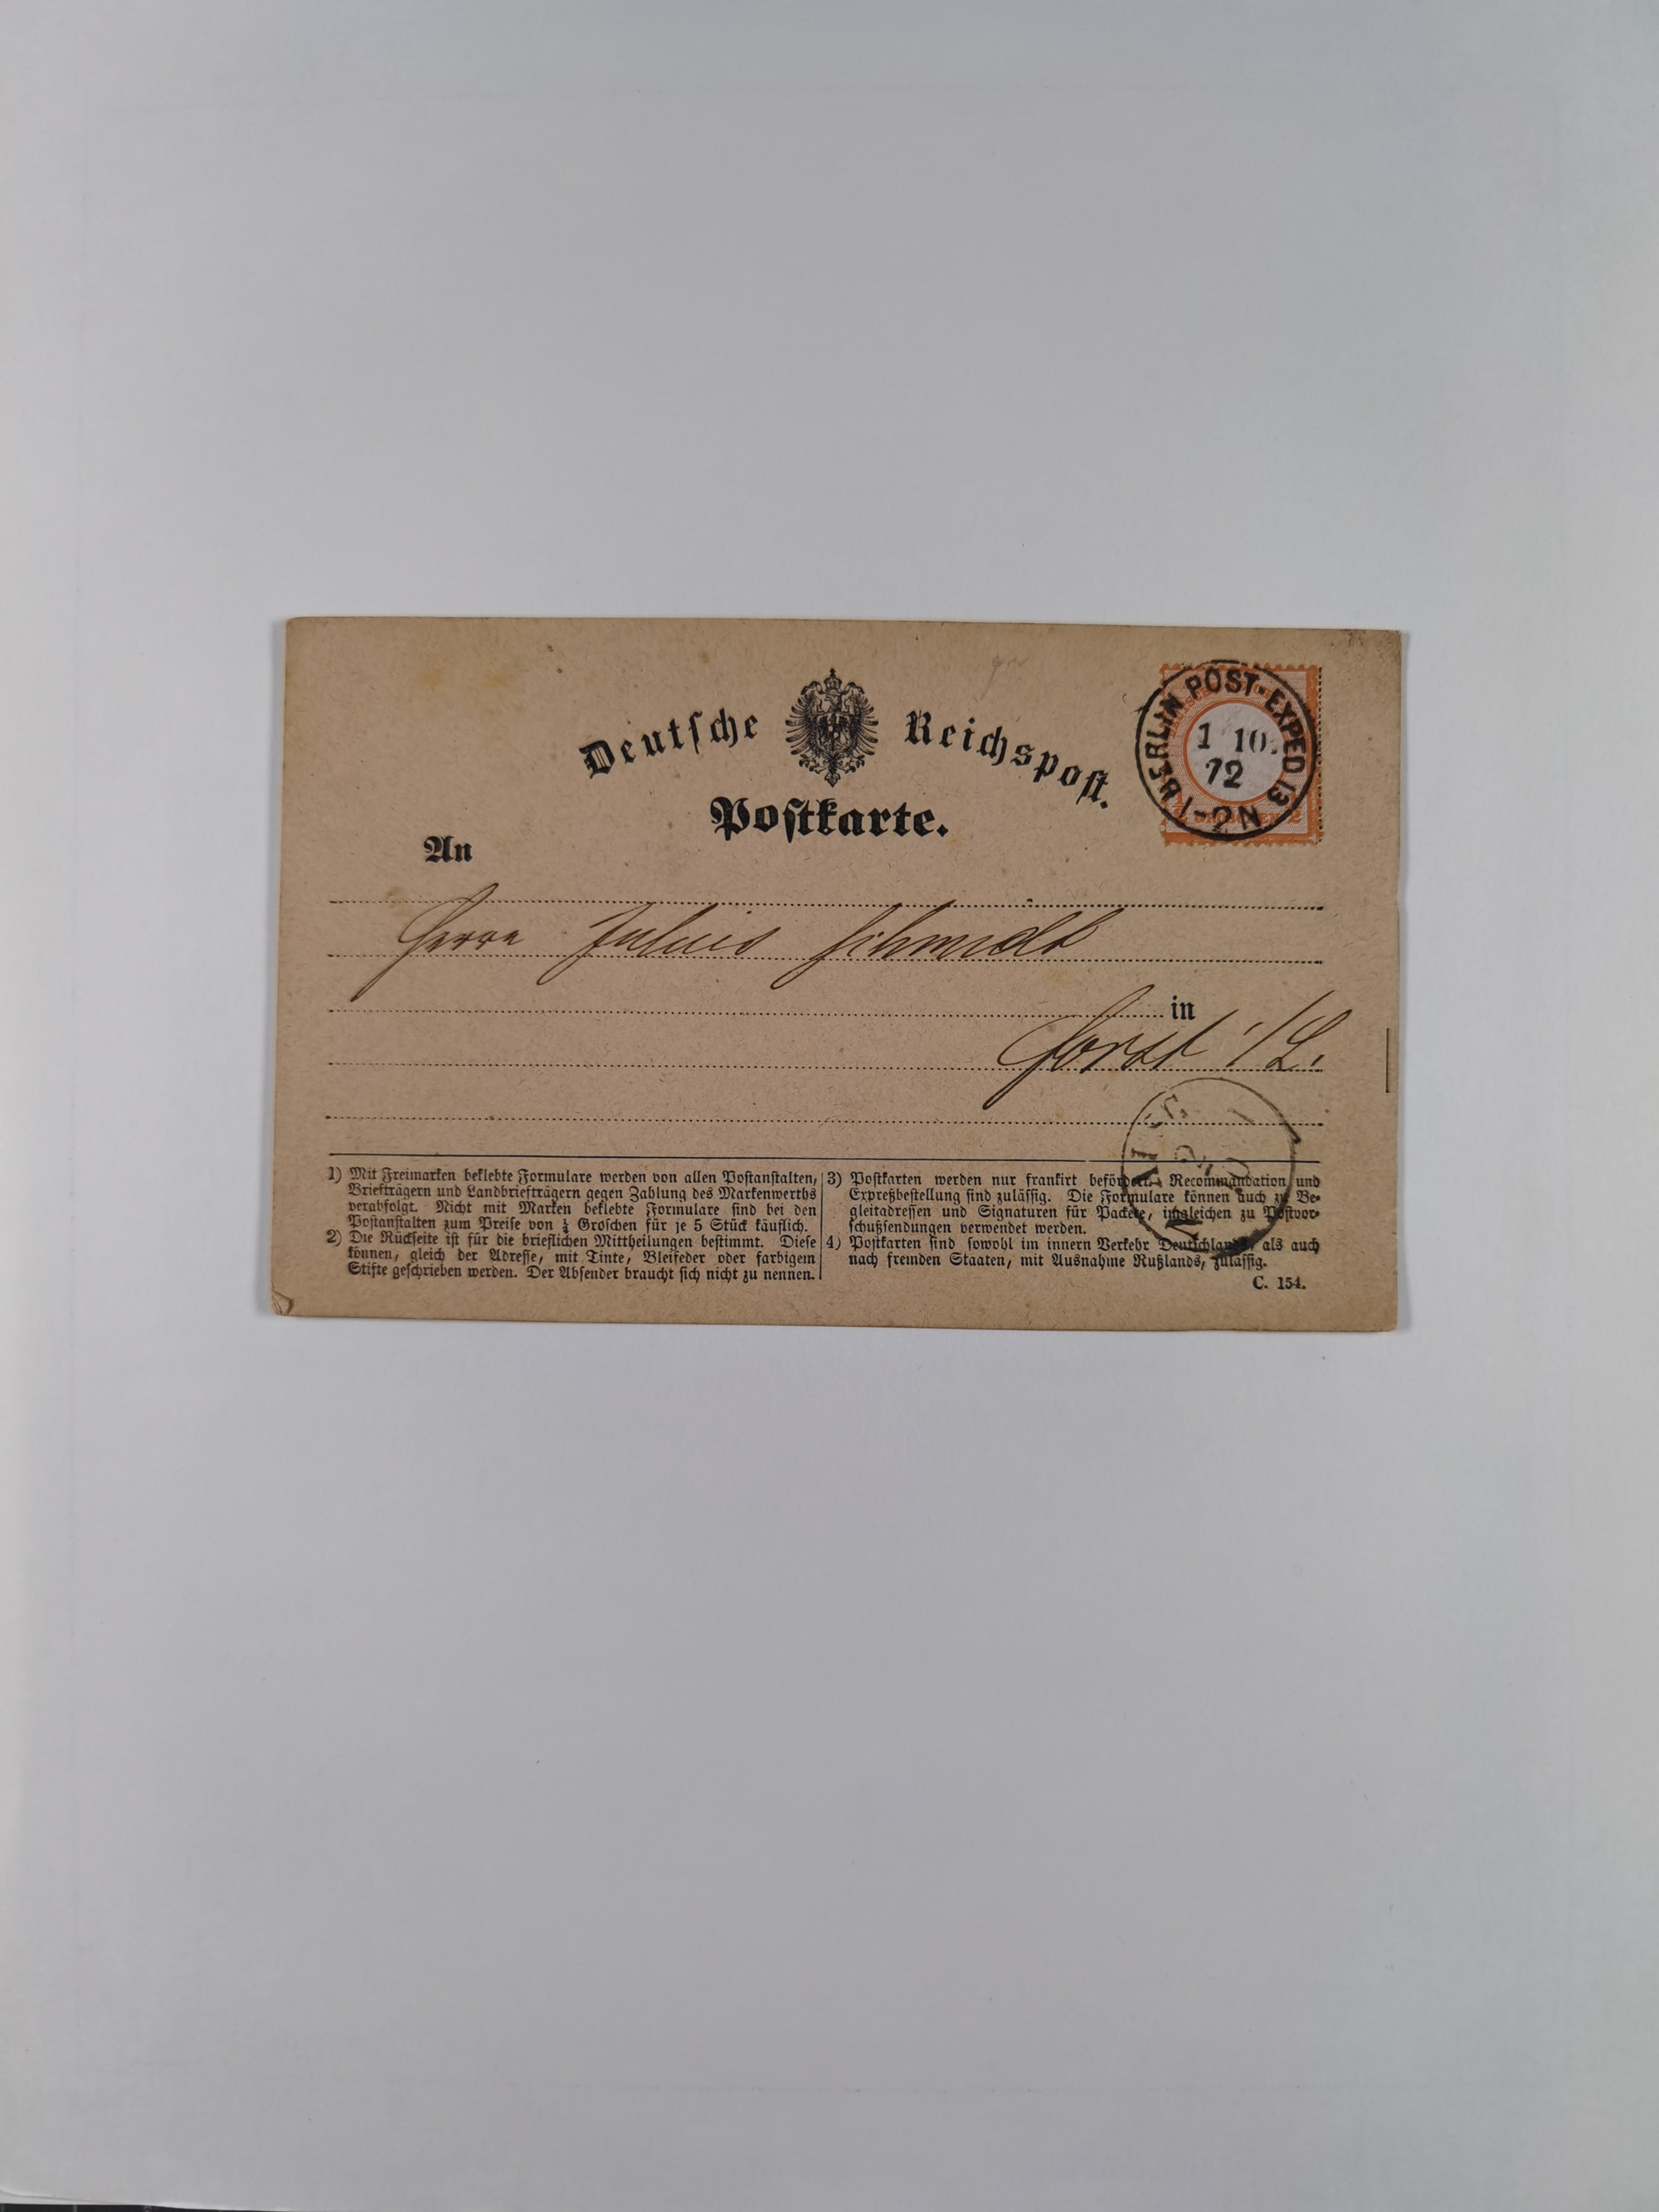 Deutsche Reichspost.
Postkarte.
BERLIN POST-EXPED 13
1 10.
72
1-2N
An
Herrn Julius Schmidt
in
Forst i/L.
1) Mit Freimarken beklebte Formulare werden von allen Postanstalten,
Briefträgern und Landbriefträgern gegen Zahlung des Markenwerths
verabfolgt. Nicht mit Marken beklebte Formulare sind bei den
Postanstalten zum Preise von ¼ Groschen für je 5 Stück käuflich.
2) Die Rückseite ist für die brieflichen Mittheilungen bestimmt. Diese
können, gleich der Adresse, mit Tinte, Bleifeder oder farbigem
Stifte geschrieben werden. Der Absender braucht sich nicht zu nennen.
3) Postkarten werden nur frankirt befördert. Recommandation und
Expreßbestellung sind zulässig. Die Formulare können auch zu Be-
gleitadressen und Signaturen für Packete, imgleichen zu Postvor-
schußsendungen verwendet werden.
4) Postkarten sind sowohl im innern Verkehr Deutschlands, als auch
nach fremden Staaten, mit Ausnahme Rußlands, zulässig.
C. 154.